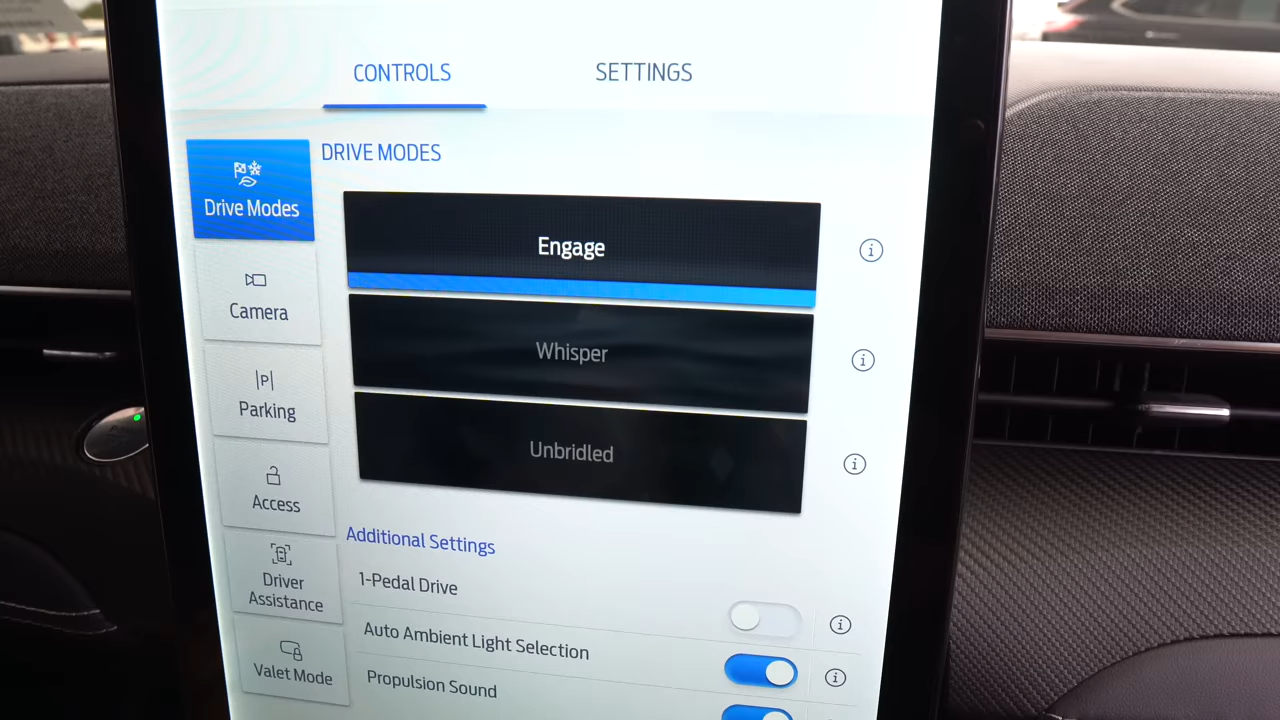 CONTROLS
SETTINGS
DRIVE MODES
Drive Modes
Camera
P
Parking
Access
Driver
Assistance
Valet Mode
Engage
Whisper
Unbridled
Additional Settings
1-Pedal Drive
Auto Ambient Light Selection
Propulsion Sound